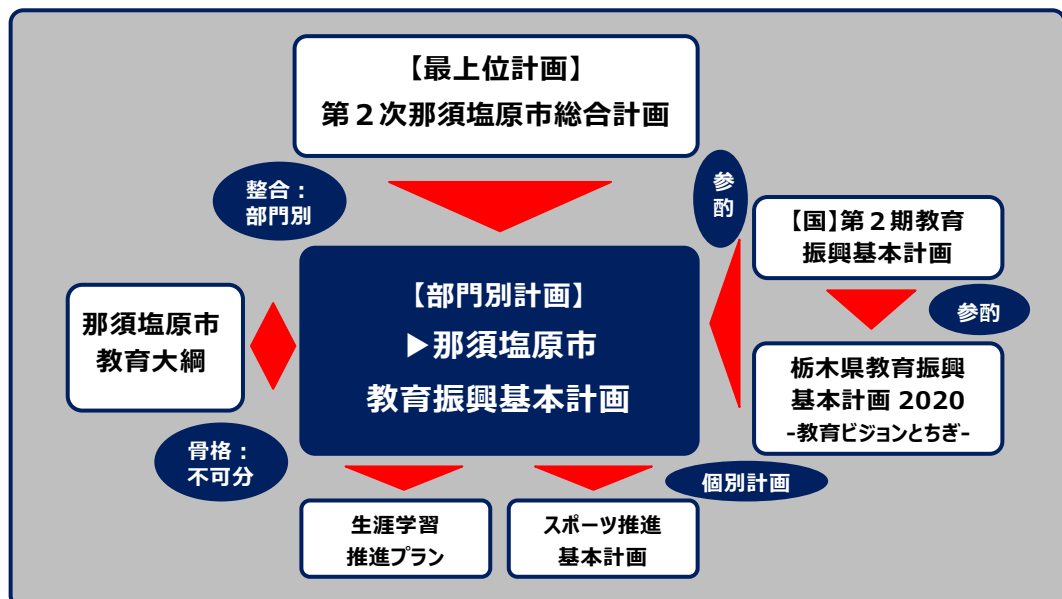 【最上位計画】
第２次那須塩原市総合計画
整合：
部門別
参
酌
【国】第２期教育
振興基本計画
【部門別計画】
▶那須塩原市
教育振興基本計画
那須塩原市
教育大綱
参酌
栃木県教育振興
基本計画 2020
-教育ビジョンとちぎ-
骨格：
不可分
個別計画
生涯学習
推進プラン
スポーツ推進
基本計画